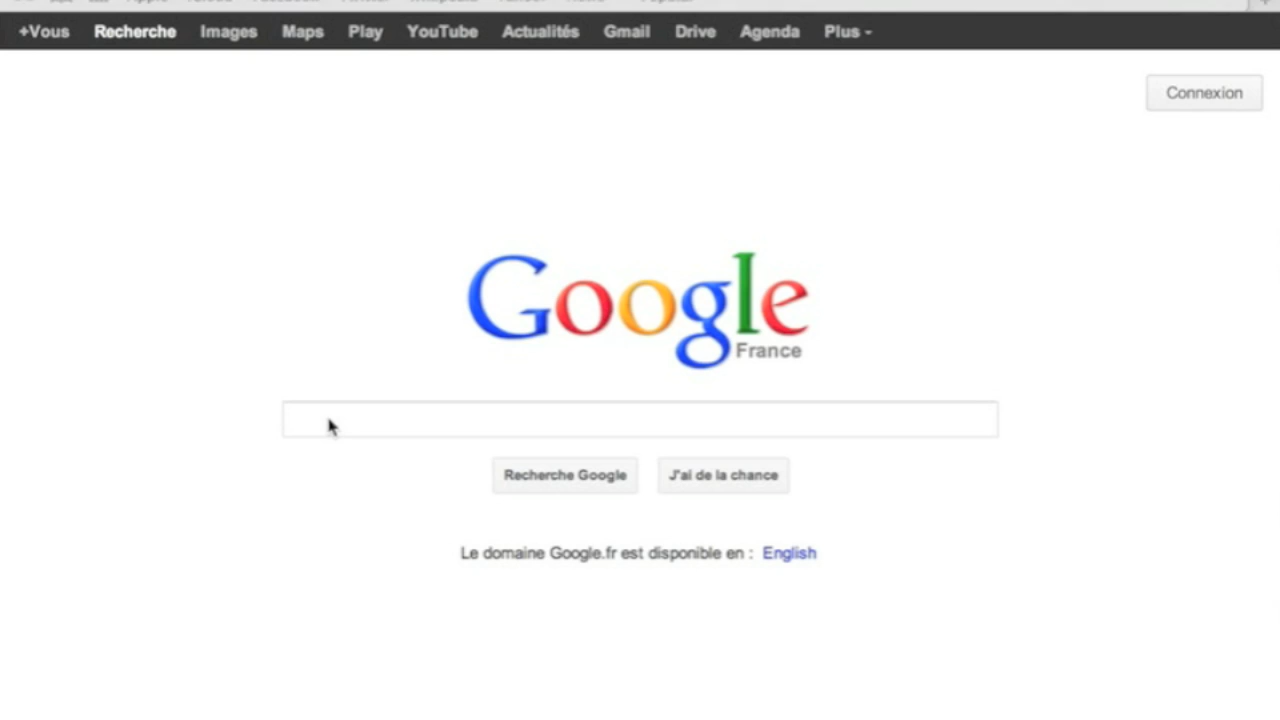 +Vous Recherche Images Maps Play YouTube Actualités Gmail Drive Agenda Plus
Connexion
Google
France
Recherche Google J'ai de la chance
Le domaine Google.fr est disponible en : English